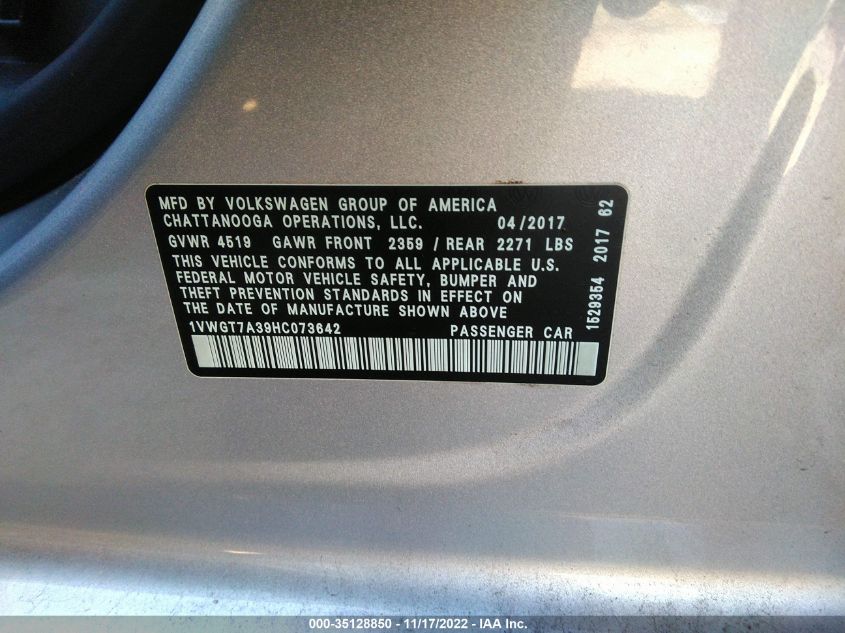 MFD BY VOLKSWAGEN GROUP OF AMERICA
CHATTANOOGA OPERATIONS, LLC. 04/2017
GVWR 4519 GAWR FRONT 2359 / REAR 2271 LBS
THIS VEHICLE CONFORMS TO ALL APPLICABLE U.S.
FEDERAL MOTOR VEHICLE SAFETY, BUMPER AND
THEFT PREVENTION STANDARDS IN EFFECT ON
THE DATE OF MANUFACTURE SHOWN ABOVE
1VWGT7A39HC073642 PASSENGER CAR
1529354 2017 62
000-35128850 - 11/17/2022 - IAA Inc.